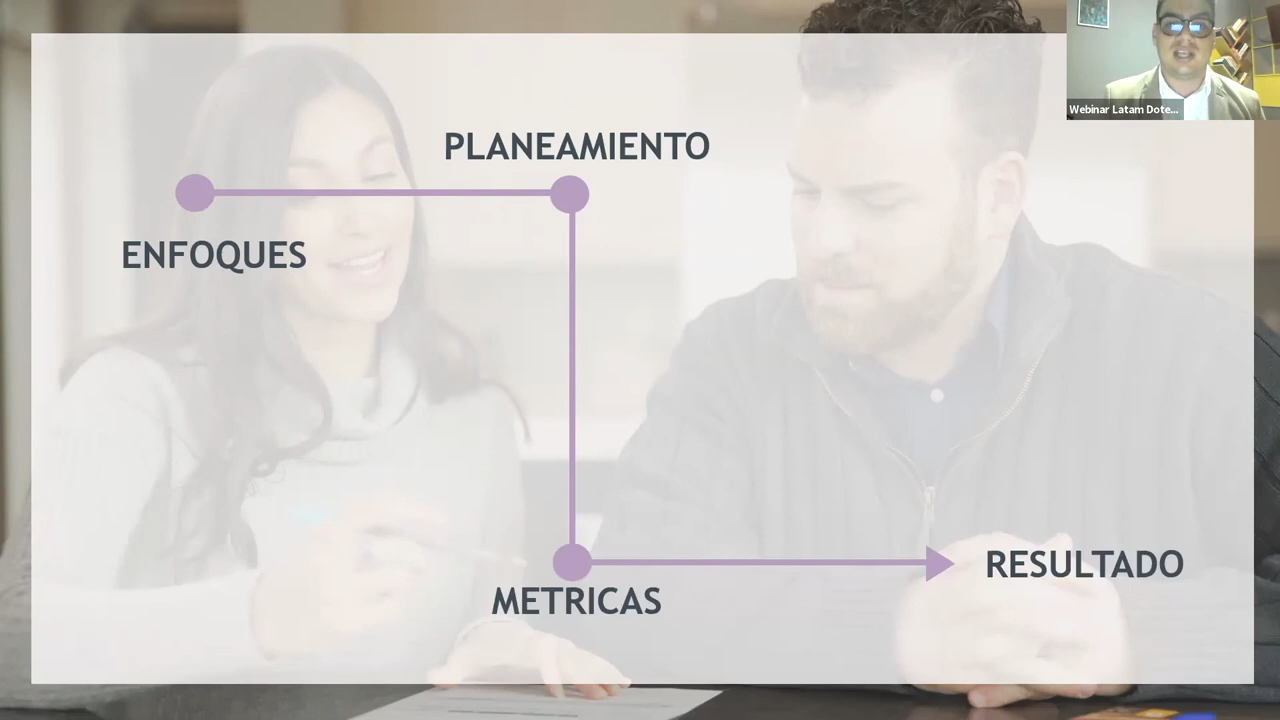 Webinar Latam Dote...
PLANEAMIENTO
ENFOQUES
METRICAS
RESULTADO